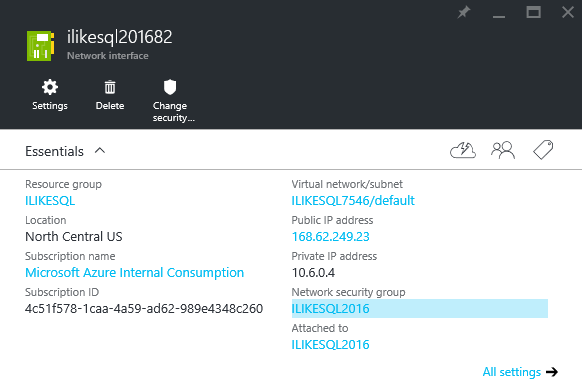 ilikesql201682
Network interface
Settings
Delete
Change
security...
Essentials
Resource group
ILIKESQL
Location
North Central US
Subscription name
Microsoft Azure Internal Consumption
Subscription ID
4c51f578-1caa-4a59-ad62-989e4348c260
Virtual network/subnet
ILIKESQL7546/default
Public IP address
168.62.249.23
Private IP address
10.6.0.4
Network security group
ILIKESQL2016
Attached to
ILIKESQL2016
All settings